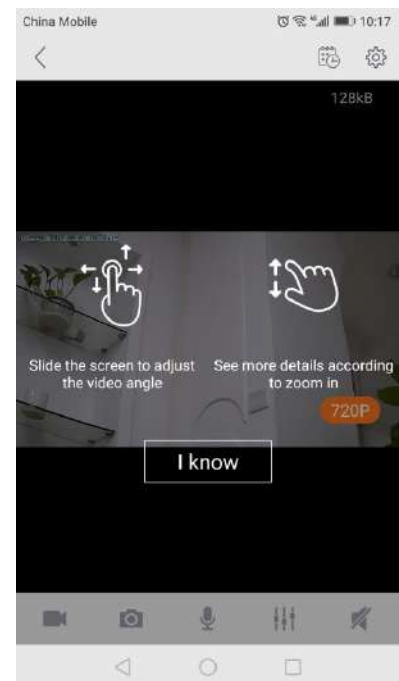 China Mobile
10:17
128kB
Slide the screen to adjust
the video angle
See more details according
to zoom in
720P
I know